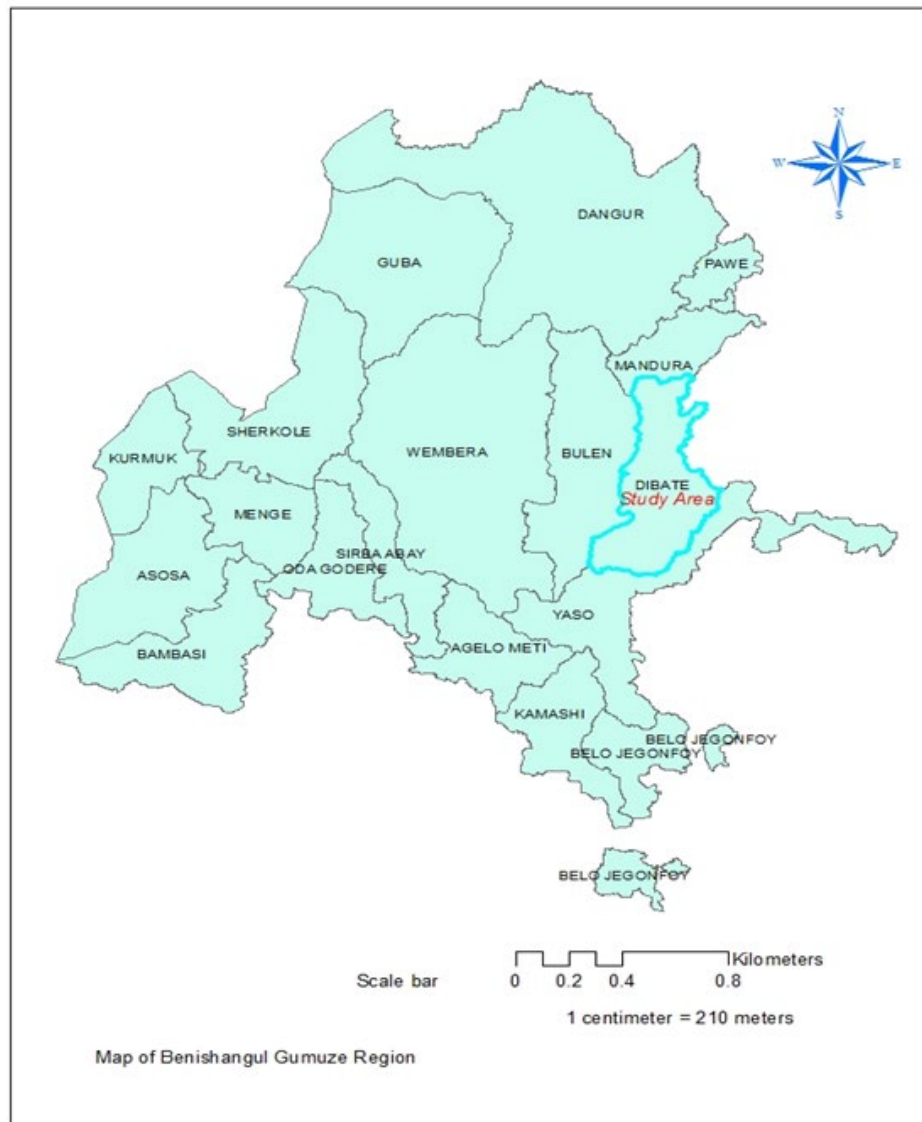 N
W E
S
DANGUR
PAWE
GUBA
MANDURA
SHERKOLE
WEMBERA
BULEN
KURMUK
DIBATE
Study Area
MENGE
SIRBA ABAY
ODA GODERE
ASOSA
YASO
BAMBASI
AGELO METI
KAMASHI
BELO JEGONFOY
BELO JEGONFOY
BELO JEGONFOY
Kilometers
Scale bar
0 0.2 0.4 0.8
1 centimeter = 210 meters
Map of Benishangul Gumuze Region